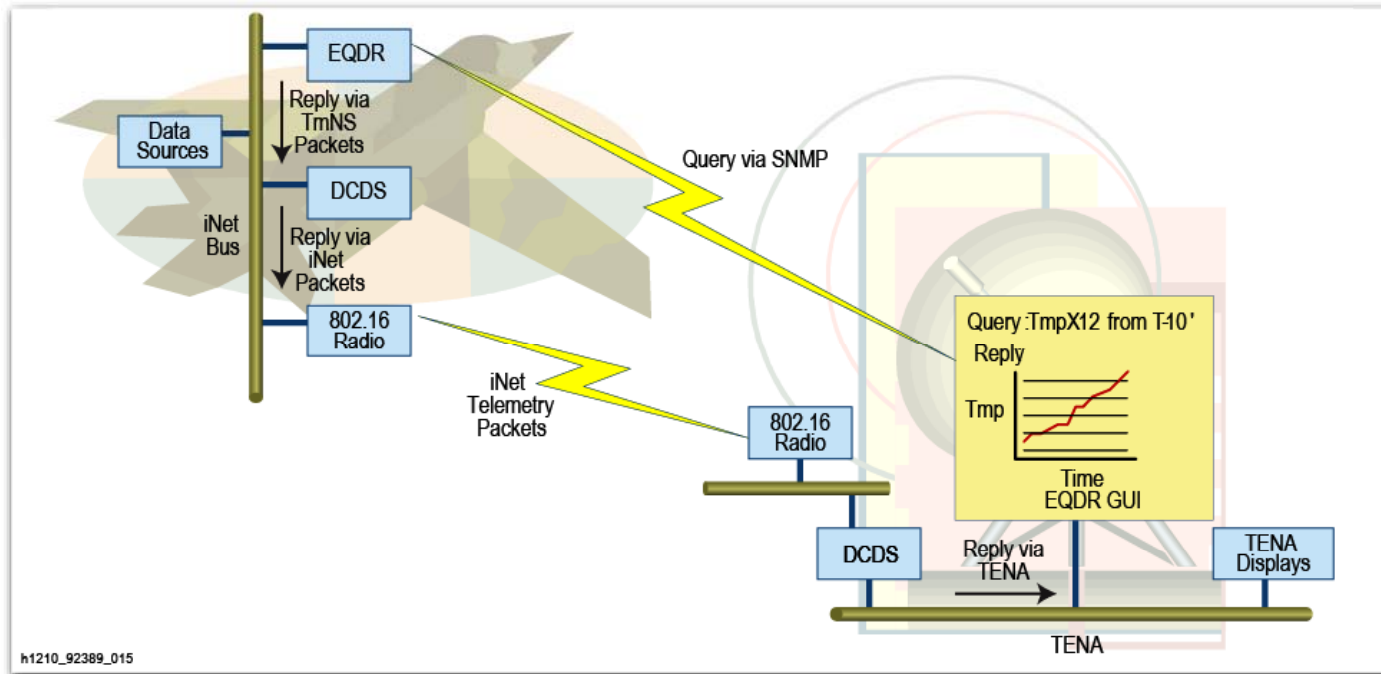 EQDR
Reply via
TmNS
Packets
Data
Sources
DCDS
iNet
Bus
Reply via
iNet
Packets
802.16
Radio
Query via SNMP
iNet
Telemetry
Packets
802.16
Radio
Query :TmpX12 from T-10'
Reply
Tmp
Time
EQDR GUI
DCDS
Reply via
TENA
TENA
Displays
TENA
h1210_92389_015